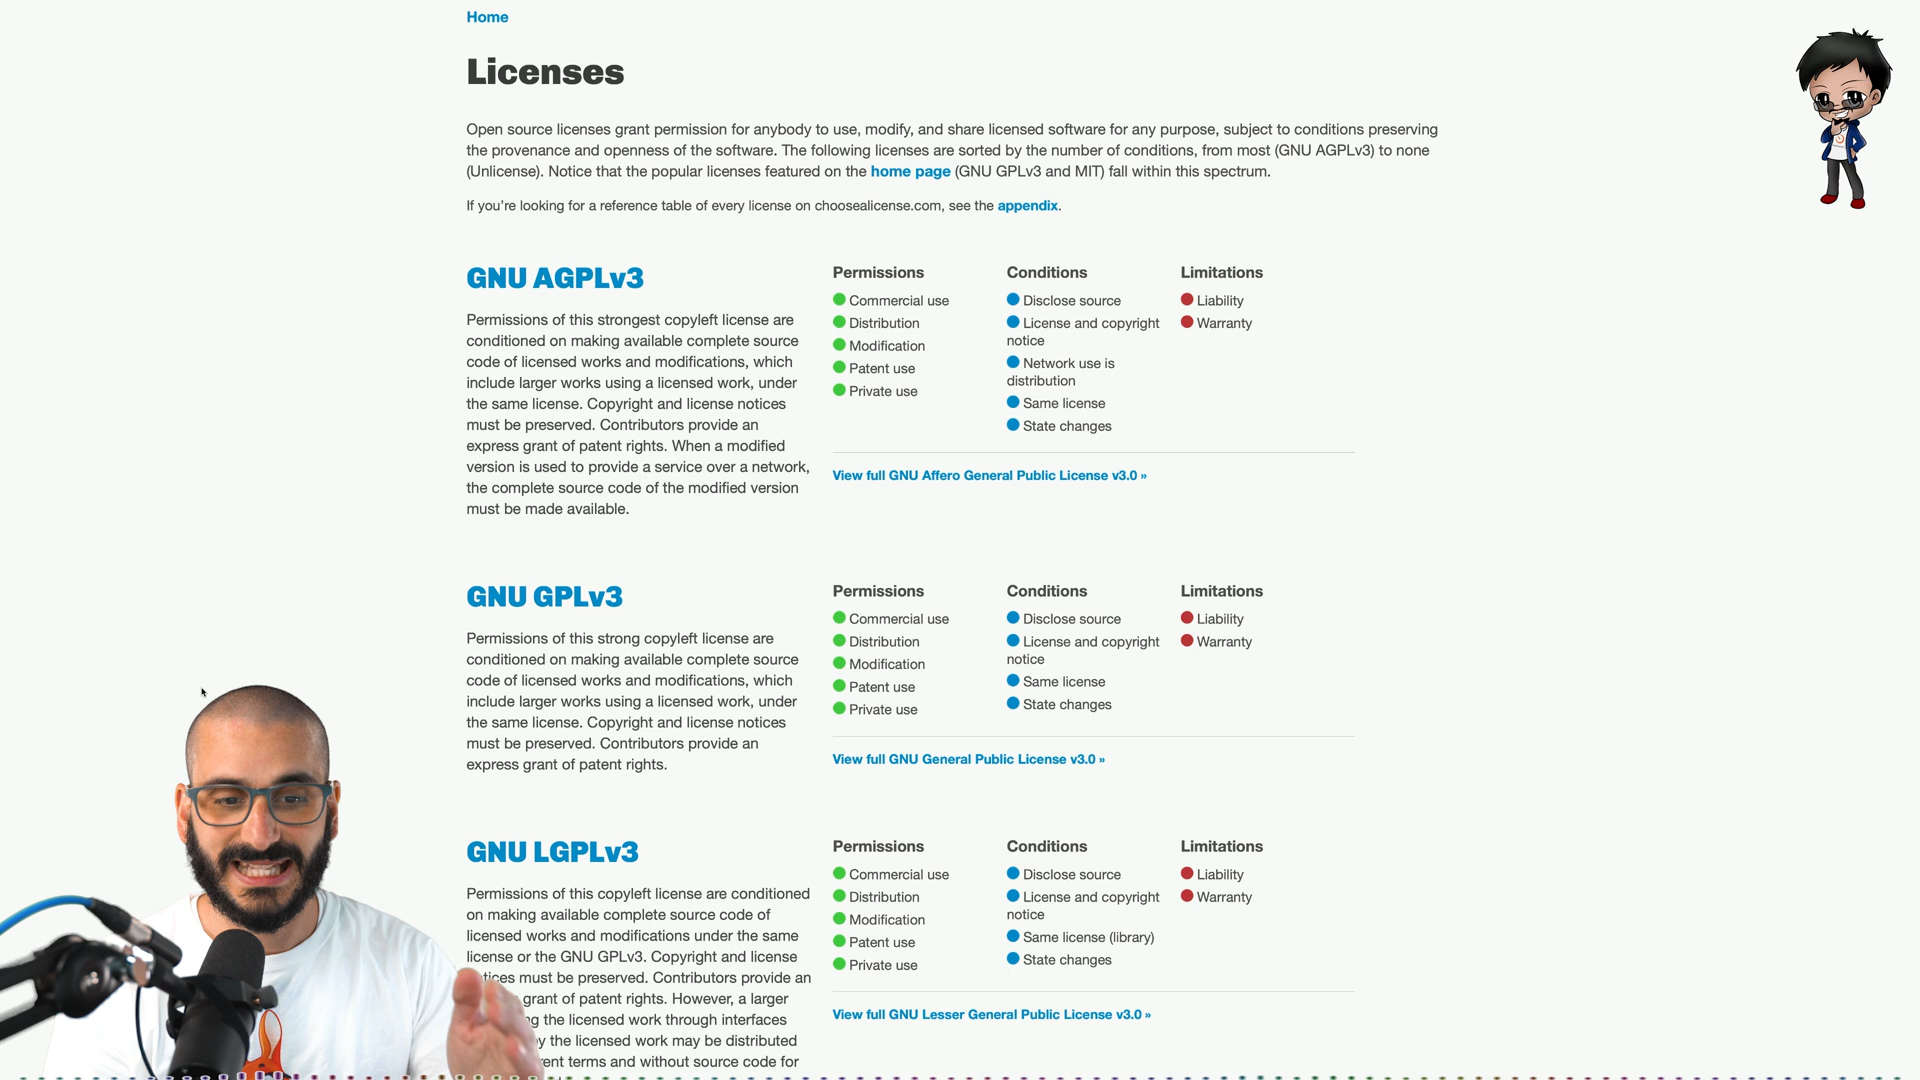 Home
Licenses
Open source licenses grant permission for anybody to use, modify, and share licensed software for any purpose, subject to conditions preserving
the provenance and openness of the software. The following licenses are sorted by the number of conditions, from most (GNU AGPLv3) to none
(Unlicense). Notice that the popular licenses featured on the home page (GNU GPLv3 and MIT) fall within this spectrum.
If you're looking for a reference table of every license on choosealicense.com, see the appendix.
GNU AGPLv3
Permissions of this strongest copyleft license are
conditioned on making available complete source
code of licensed works and modifications, which
include larger works using a licensed work, under
the same license. Copyright and license notices
must be preserved. Contributors provide an
express grant of patent rights. When a modified
version is used to provide a service over a network,
the complete source code of the modified version
must be made available.
Permissions
Commercial use
Distribution
Modification
Patent use
Private use
Conditions
Disclose source
License and copyright
notice
Network use is
distribution
Same license
State changes
Limitations
Liability
Warranty
View full GNU Affero General Public License v3.0 »
GNU GPLv3
Permissions of this strong copyleft license are
conditioned on making available complete source
code of licensed works and modifications, which
include larger works using a licensed work, under
the same license. Copyright and license notices
must be preserved. Contributors provide an
express grant of patent rights.
Permissions
Commercial use
Distribution
Modification
Patent use
Private use
Conditions
Disclose source
License and copyright
notice
Same license
State changes
Limitations
Liability
Warranty
View full GNU General Public License v3.0 »
GNU LGPLv3
Permissions of this copyleft license are conditioned
on making available complete source code of
licensed works and modifications under the same
license or the GNU GPLv3. Copyright and license
must be preserved. Contributors provide an
grant of patent rights. However, a larger
the licensed work through interfaces
by the licensed work may be distributed
terms and without source code for
Permissions
Commercial use
Distribution
Modification
Patent use
Private use
Conditions
Disclose source
License and copyright
notice
Same license (library)
State changes
Limitations
Liability
Warranty
View full GNU Lesser General Public License v3.0 »